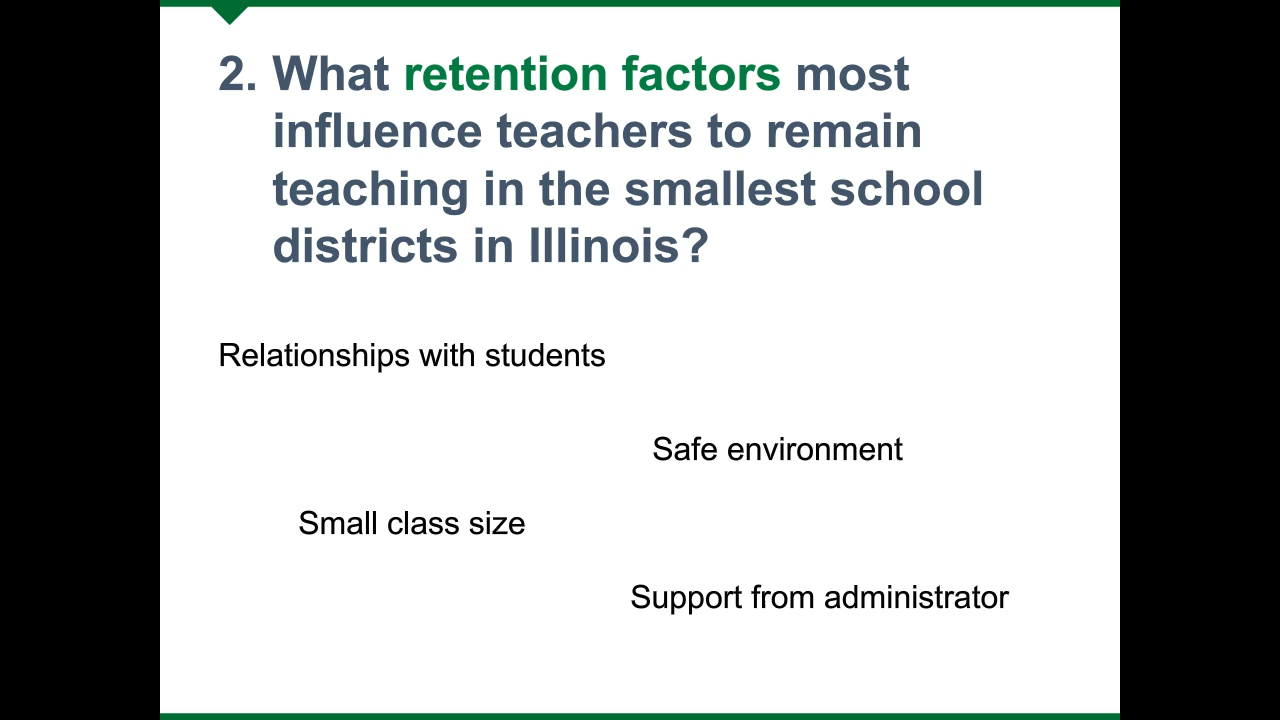 2. What retention factors most
influence teachers to remain
teaching in the smallest school
districts in Illinois?
Relationships with students
Safe environment
Small class size
Support from administrator